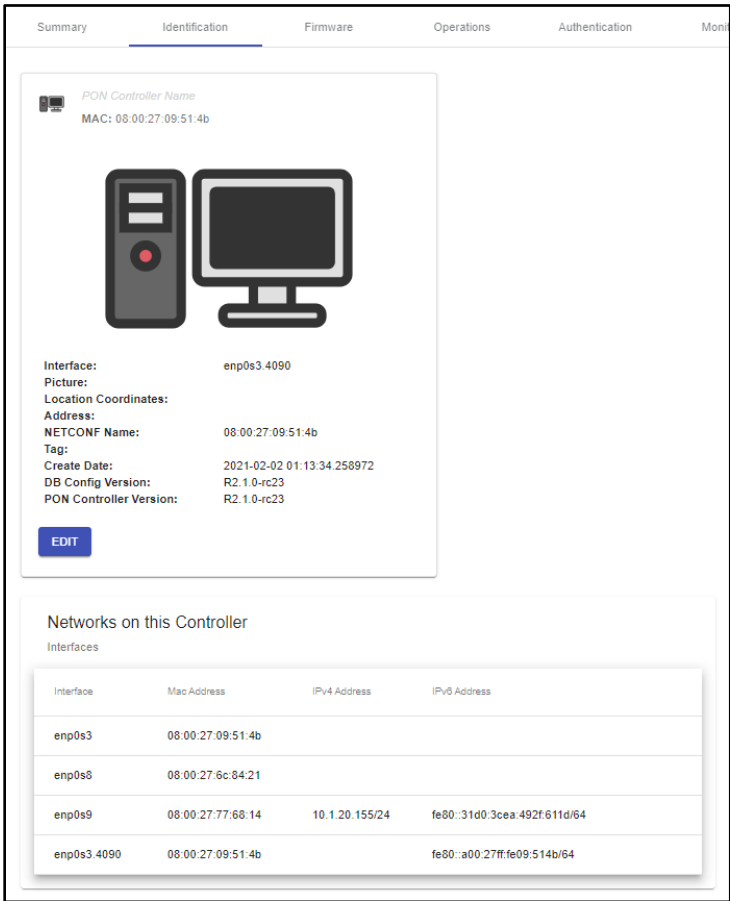 Summary Identification Firmware Operations Authentication Monit
PON Controller Name
MAC: 08:00:27:09:51:4b
Interface: enp0s3.4090
Picture:
Location Coordinates:
Address:
NETCONF Name: 08:00:27:09:51:4b
Tag:
Create Date: 2021-02-02 01:13:34.258972
DB Config Version: R2.1.0-rc23
PON Controller Version: R2.1.0-rc23
EDIT
Networks on this Controller
Interfaces
Interface Mac Address IPv4 Address IPv6 Address
enp0s3 08:00:27:09:51:4b
enp0s8 08:00:27:6c:84:21
enp0s9 08:00:27:77:68:14 10.1.20.155/24 fe80::31d0:3cea:492f:611d/64
enp0s3.4090 08:00:27:09:51:4b fe80::a00:27ff:fe09:514b/64